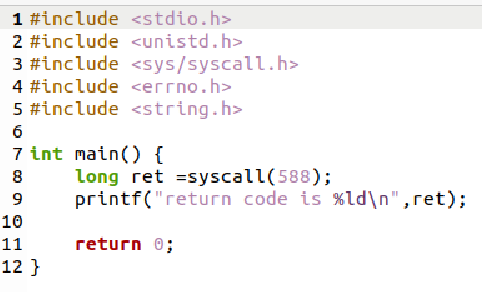 1 #include <stdio.h>
2 #include <unistd.h>
3 #include <sys/syscall.h>
4 #include <errno.h>
5 #include <string.h>
6
7 int main() {
8     long ret =syscall(588);
9     printf("return code is %ld\n",ret);
10
11     return 0;
12 }